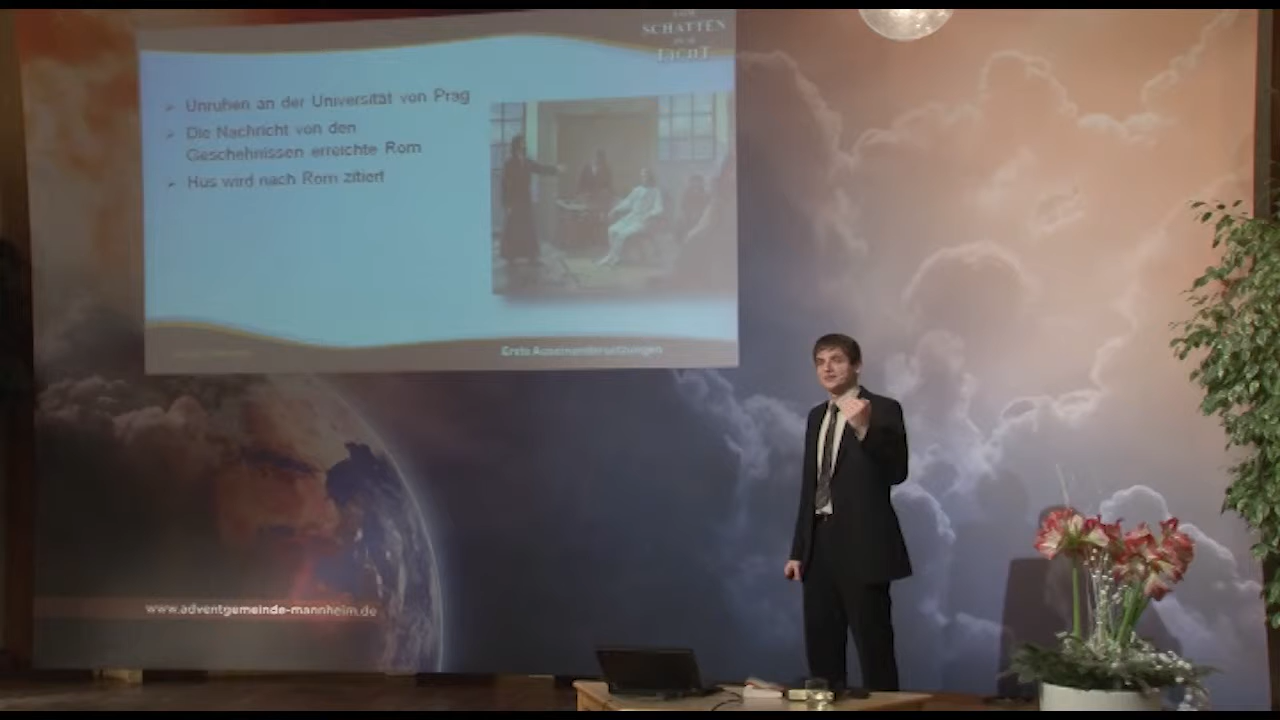 SCHATTEN
LICHT
Unruhen an der Universität von Prag
Die Nachricht von den
Geschehnissen erreichte Rom
Hus wird nach Rom zitiert
Erste Auseinandersetzungen
www.adventgemeinde-mannheim.de